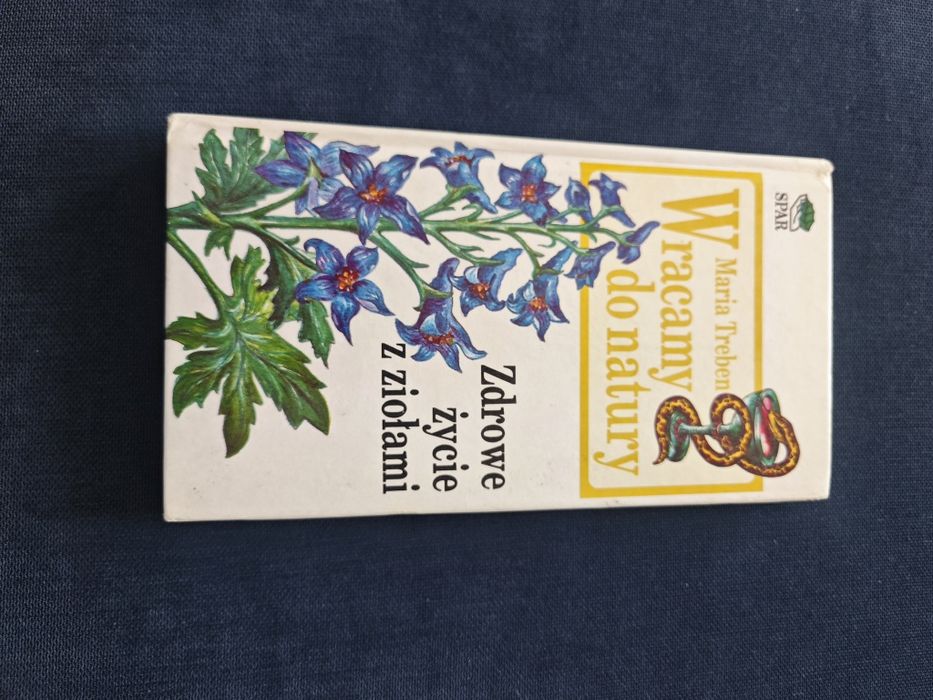 SPAR
Maria Treben
Wracamy
do natury
Zdrowe
życie
z ziołami